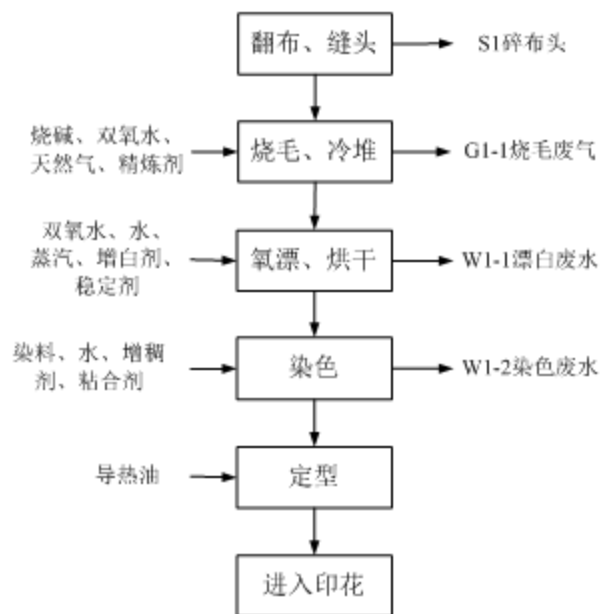 翻布、缝头
S1碎布头
烧碱、双氧水、
天然气、精炼剂
烧毛、冷堆
G1-1烧毛废气
双氧水、水、
蒸汽、增白剂、
稳定剂
氧漂、烘干
W1-1漂白废水
染料、水、增稠
剂、粘合剂
染色
W1-2染色废水
导热油
定型
进入印花